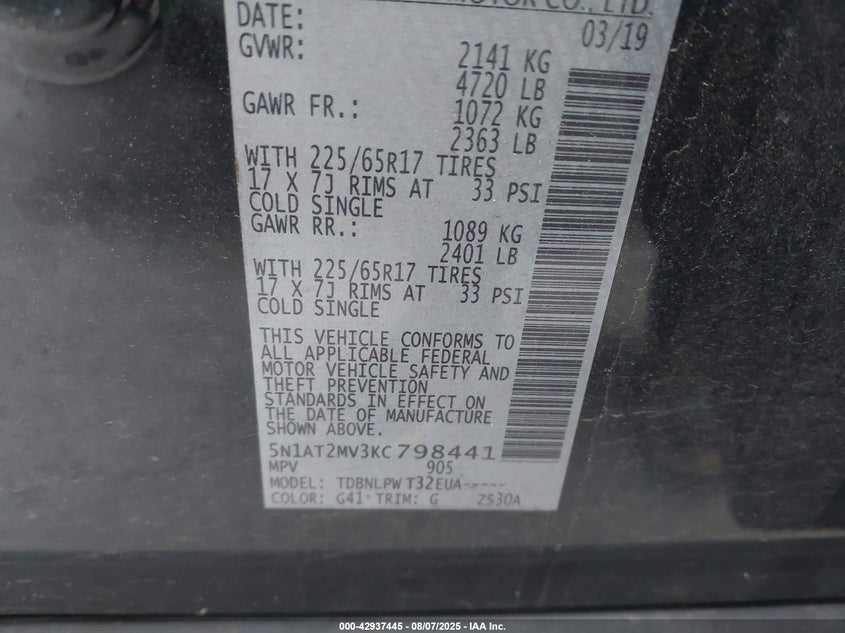 MOTOR CO., LTD.
DATE: 03/19
GVWR: 2141 KG
4720 LB
GAWR FR.: 1072 KG
2363 LB
WITH 225/65R17 TIRES
17 X 7J RIMS AT 33 PSI
COLD SINGLE
GAWR RR.: 1089 KG
2401 LB
WITH 225/65R17 TIRES
17 X 7J RIMS AT 33 PSI
COLD SINGLE
THIS VEHICLE CONFORMS TO
ALL APPLICABLE FEDERAL
MOTOR VEHICLE SAFETY AND
THEFT PREVENTION
STANDARDS IN EFFECT ON
THE DATE OF MANUFACTURE
SHOWN ABOVE.
5N1AT2MV3KC798441
MPV 905
MODEL: TDBNLPW T32EUA-----
COLOR: G41 TRIM: G ZS30A
000-42937445 - 08/07/2025 - IAA Inc.